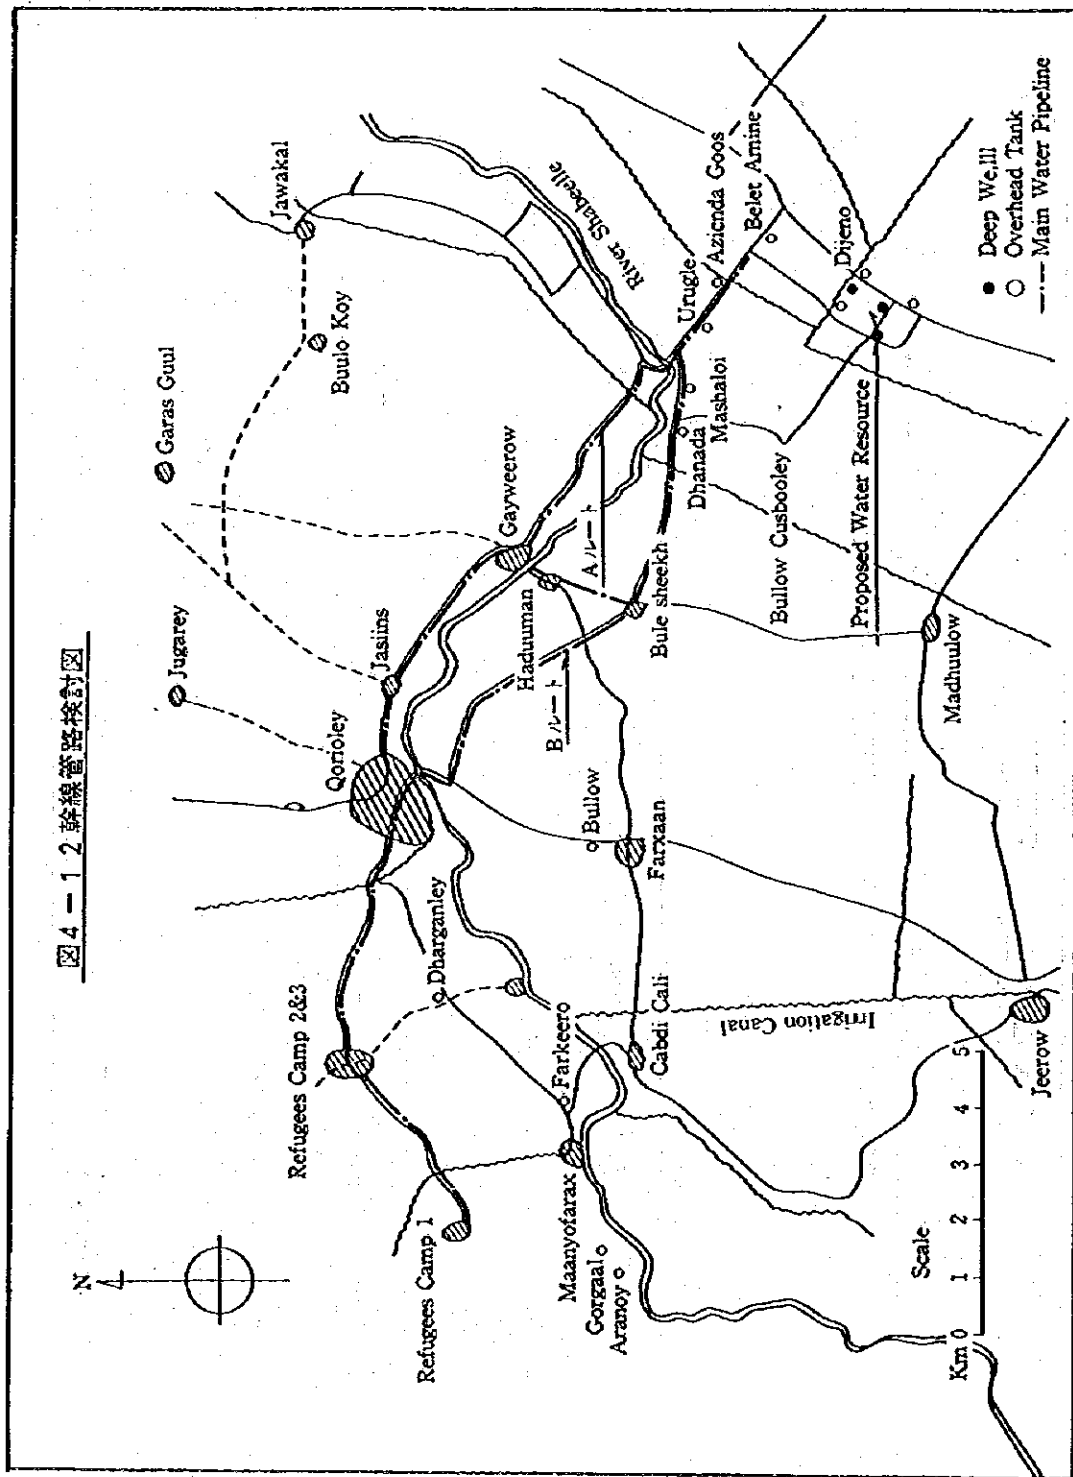 図4－12 幹線管路検討図
N
Jugarey
Garas Guul
Jawakal
Buulo Koy
Jasiins
Qorioley
Refugees Camp 2&3
Refugees Camp 1
Gayweerow
River Shabeelle
Dharganley
Haduuman
Aルート
Bルート
Bule sheekh
Bullow
Farxaan
Farkeero
Maanyofarax
Gorgaal
Aranoy
Cabdi Cali
Irrigation Canal
Urugle
Azienda Goos
Belet Amine
Mashaloi
Dhanada
Bullow Cusbooley
Dijeno
Proposed Water Resource
Madhuulow
Jeerow
Scale
Km 0 1 2 3 4 5
Deep We,lll
Overhead Tank
Main Water Pipeline